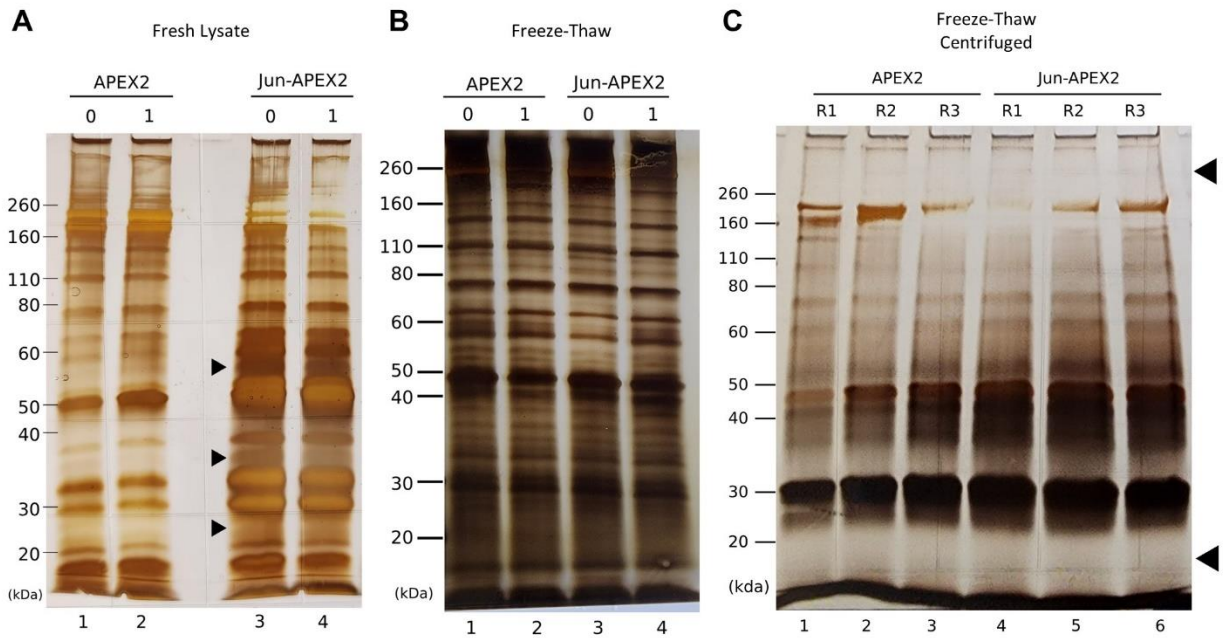 A
Fresh Lysate
APEX2
Jun-APEX2
0 1 0 1
260
160
110
80
60
50
40
30
20
(kDa)
1 2 3 4
B
Freeze-Thaw
APEX2
Jun-APEX2
0 1 0 1
260
160
110
80
60
50
40
30
20
(kDa)
1 2 3 4
C
Freeze-Thaw
Centrifuged
APEX2
Jun-APEX2
R1 R2 R3 R1 R2 R3
260
160
110
80
60
50
40
30
20
(kda)
1 2 3 4 5 6